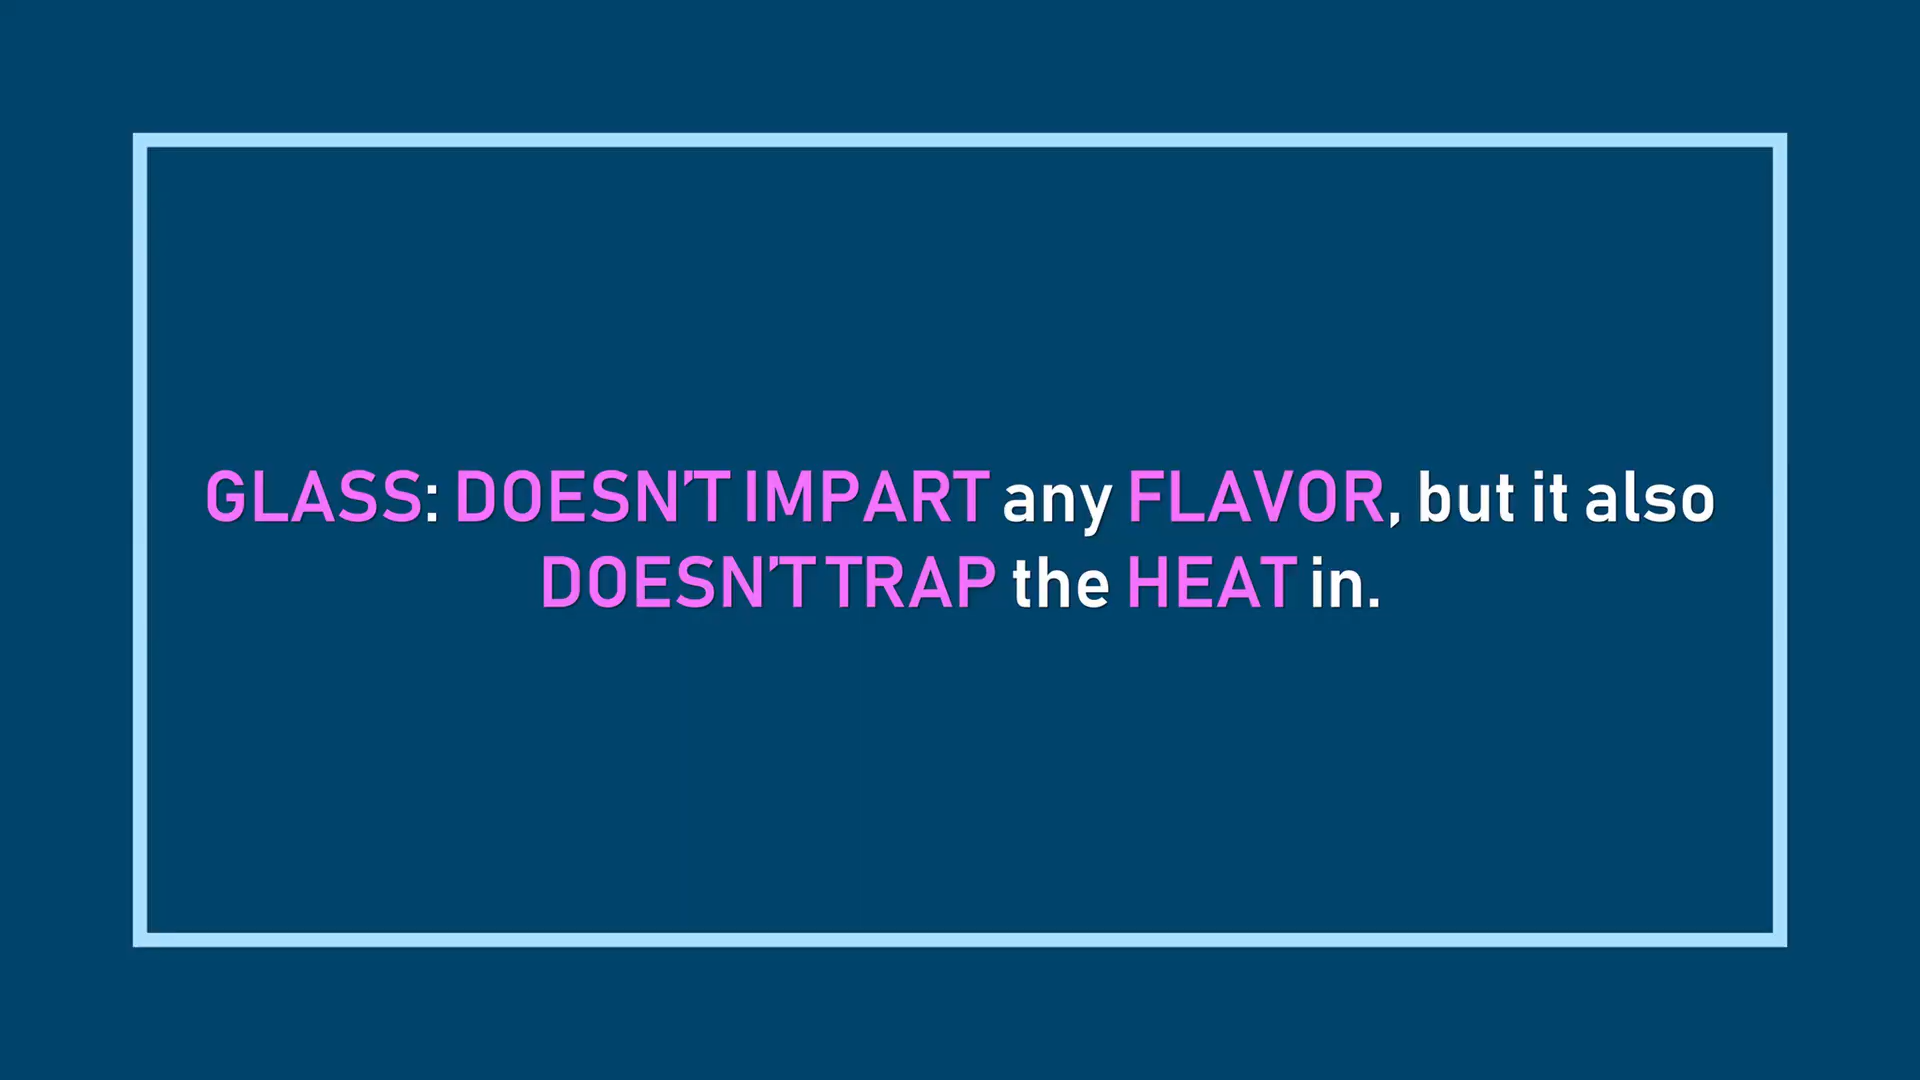 GLASS: DOESN’T IMPART any FLAVOR, but it also
DOESN’T TRAP the HEAT in.